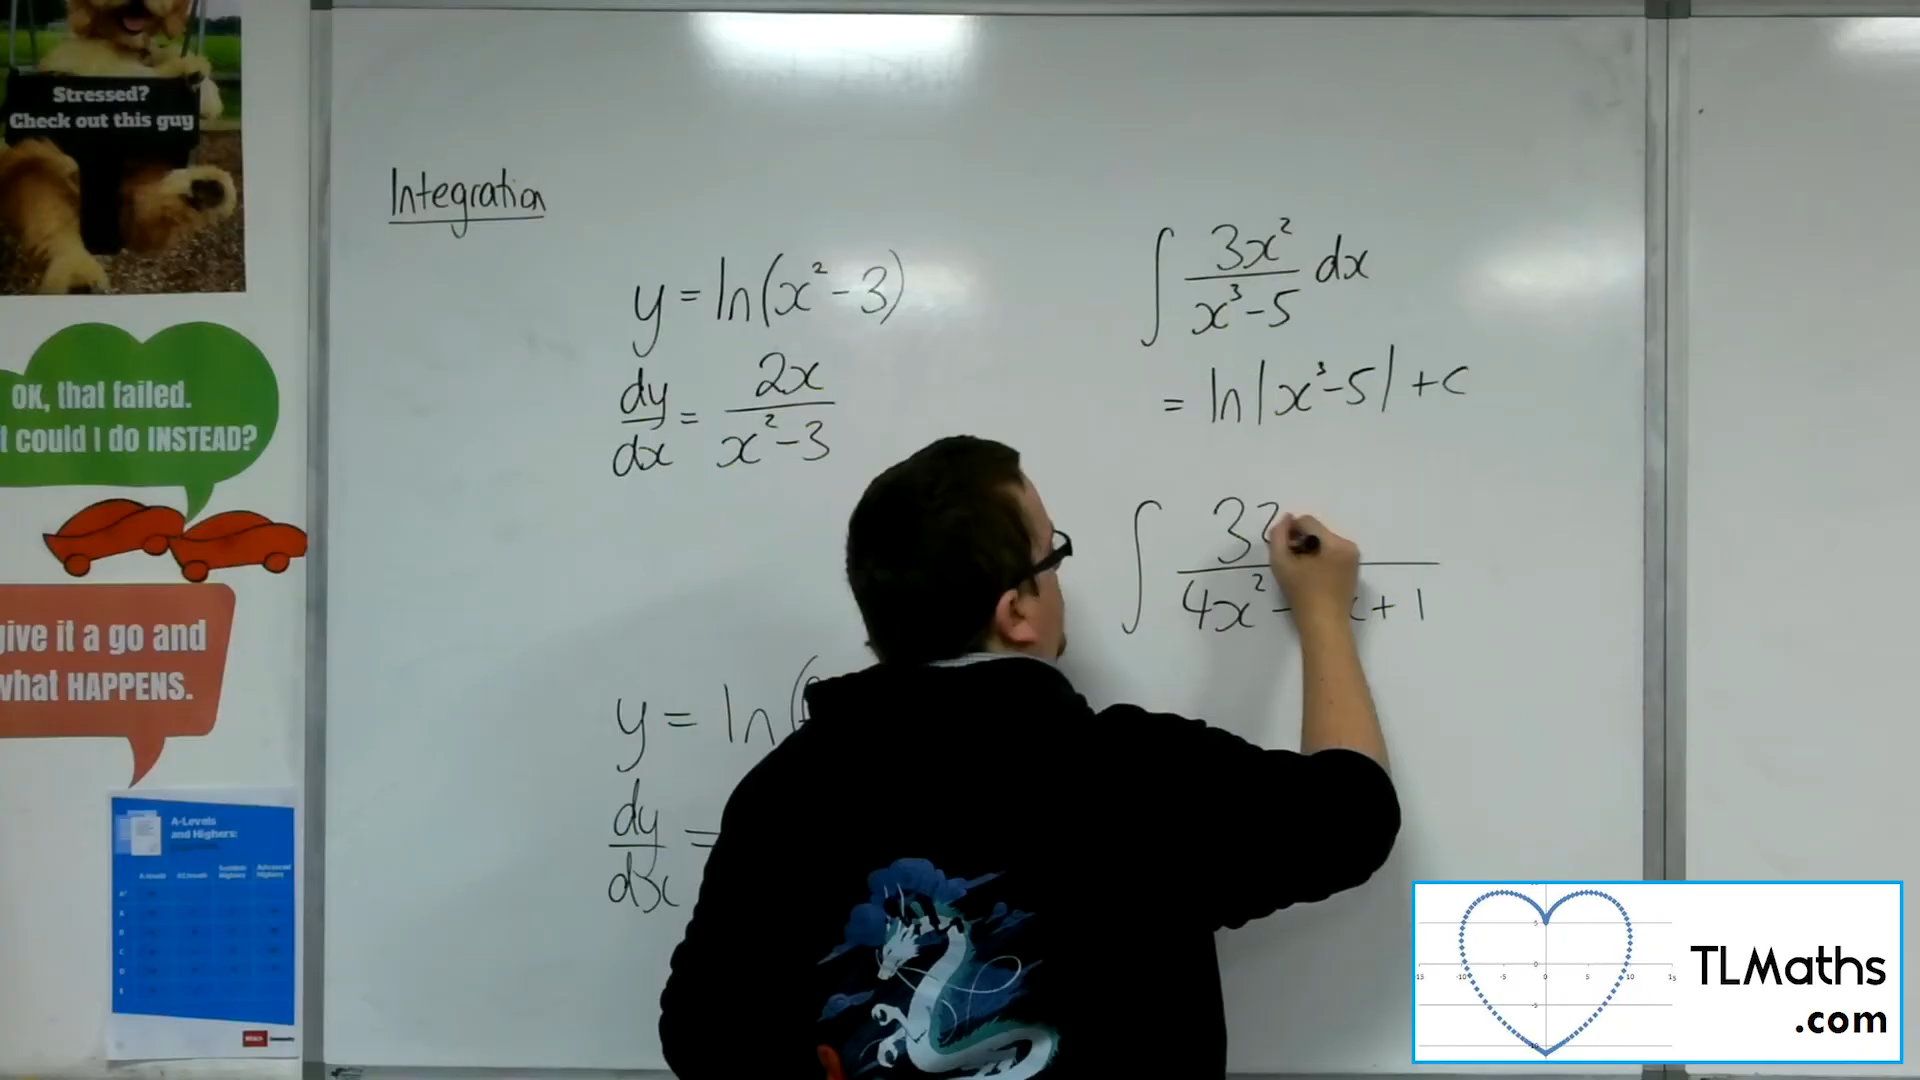 Stressed?
Check out this guy
OK, that failed.
could I do INSTEAD?
give it a go and
what HAPPENS.
A-Levels
and Highers:
Integration
y = ln(x² - 3)
dy/dx = 2x/(x² - 3)
y = ln(
dy/dx =
∫ 3x²/(x³ - 5) dx
= ln|x³ - 5| + c
∫ 32
4x² - x + 1
TLMaths
.com